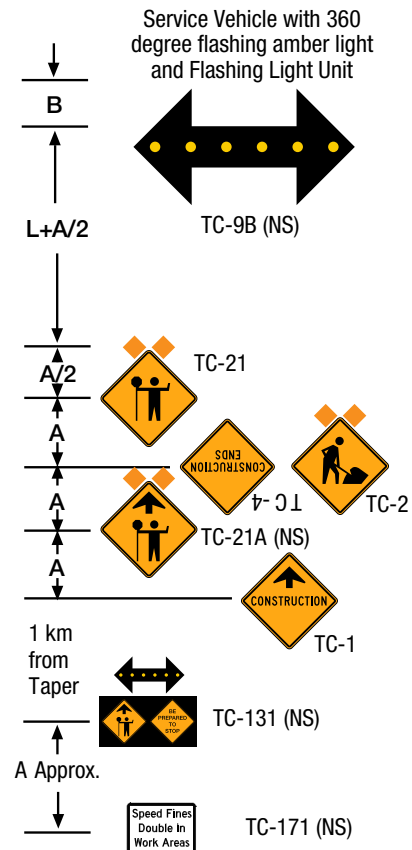 Service Vehicle with 360
degree flashing amber light
and Flashing Light Unit
B
L+A/2
TC-9B (NS)
TC-21
A/2
A
CONSTRUCTION
ENDS
TC-4
TC-2
A
TC-21A (NS)
A
CONSTRUCTION
TC-1
1 km
from
Taper
BE
PREPARED
TO
STOP
TC-131 (NS)
A Approx.
Speed Fines
Double in
Work Areas
TC-171 (NS)